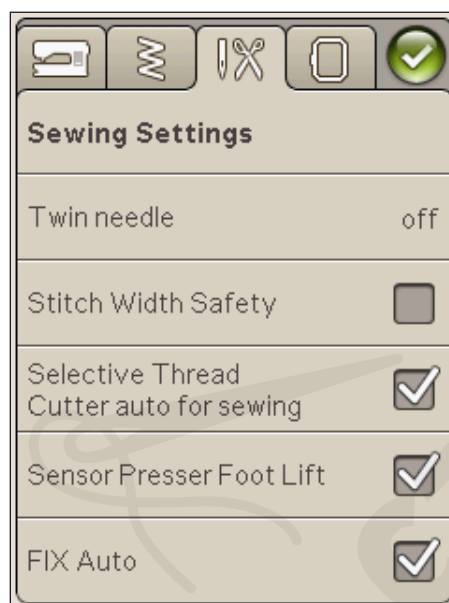 Sewing Settings
Twin needle off
Stitch Width Safety
Selective Thread
Cutter auto for sewing
Sensor Presser Foot Lift
FIX Auto